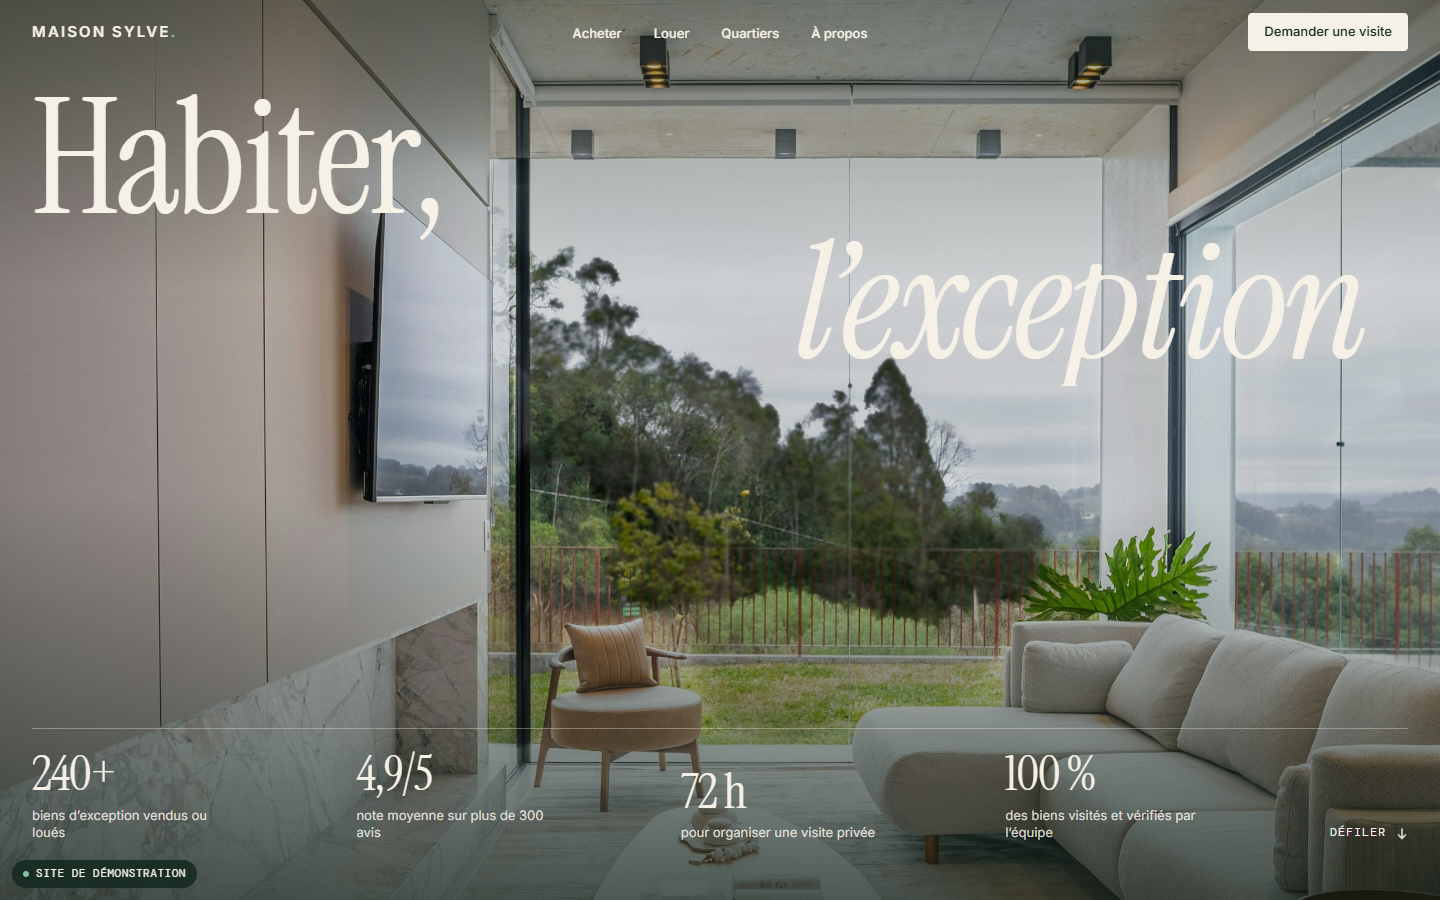 MAISON SYLVE.
Acheter
Louer
Quartiers
À propos
Demander une visite
Habiter,
l’exception
240+
biens d’exception vendus ou
loués
4,9/5
note moyenne sur plus de 300
avis
72 h
pour organiser une visite privée
100 %
des biens visités et vérifiés par
l’équipe
DÉFILER ↓
SITE DE DÉMONSTRATION